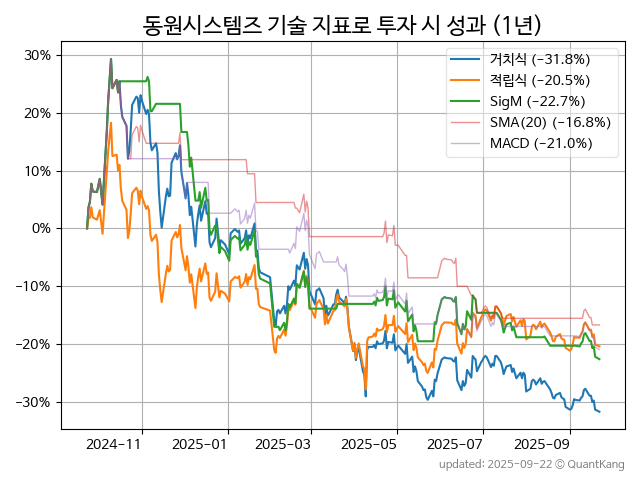 동원시스템즈 기술 지표로 투자 시 성과 (1년)
30%
20%
10%
0%
−10%
−20%
−30%
거치식 (−31.8%)
적립식 (−20.5%)
SigM (−22.7%)
SMA(20) (−16.8%)
MACD (−21.0%)
2024-11
2025-01
2025-03
2025-05
2025-07
2025-09
updated: 2025-09-22 © QuantKang